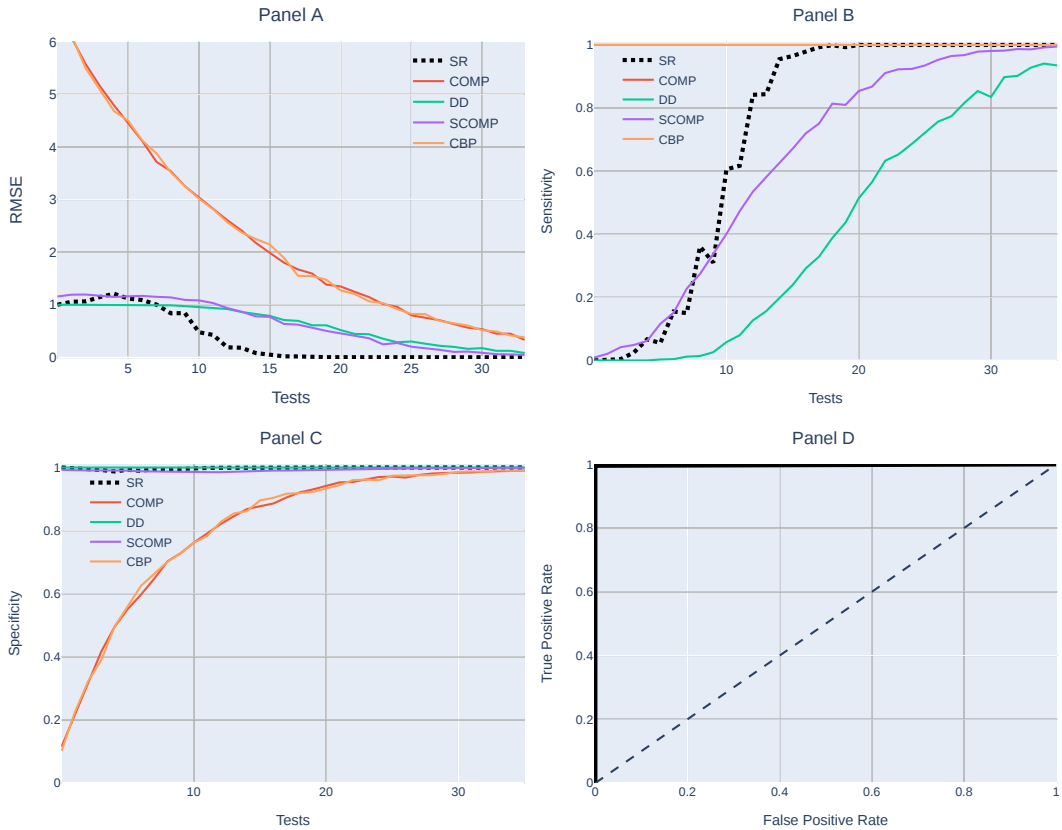 Panel A
6
5
4
3
2
1
0
5
10
15
20
25
30
RMSE
Tests
SR
COMP
DD
SCOMP
CBP
Panel B
1
0.8
0.6
0.4
0.2
0
10
20
30
Sensitivity
Tests
SR
COMP
DD
SCOMP
CBP
Panel C
1
0.8
0.6
0.4
0.2
0
10
20
30
Specificity
Tests
SR
COMP
DD
SCOMP
CBP
Panel D
1
0.8
0.6
0.4
0.2
0
0
0.2
0.4
0.6
0.8
1
True Positive Rate
False Positive Rate